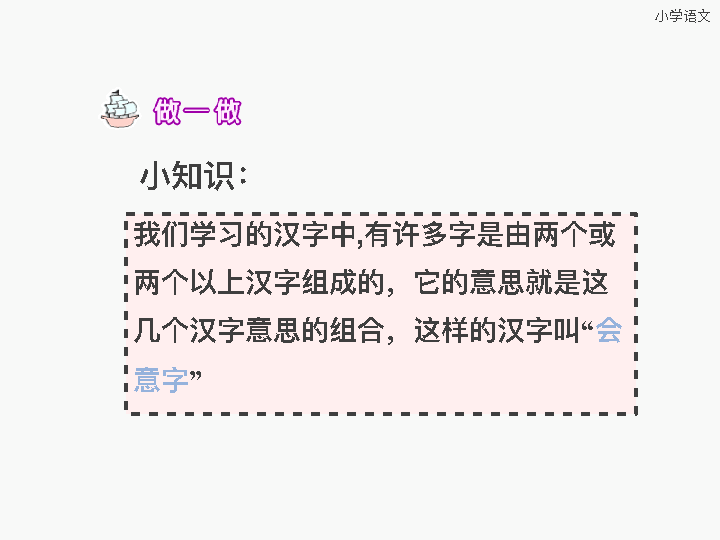 小学语文
做一做
小知识：
我们学习的汉字中,有许多字是由两个或
两个以上汉字组成的，它的意思就是这
几个汉字意思的组合，这样的汉字叫“会
意字”